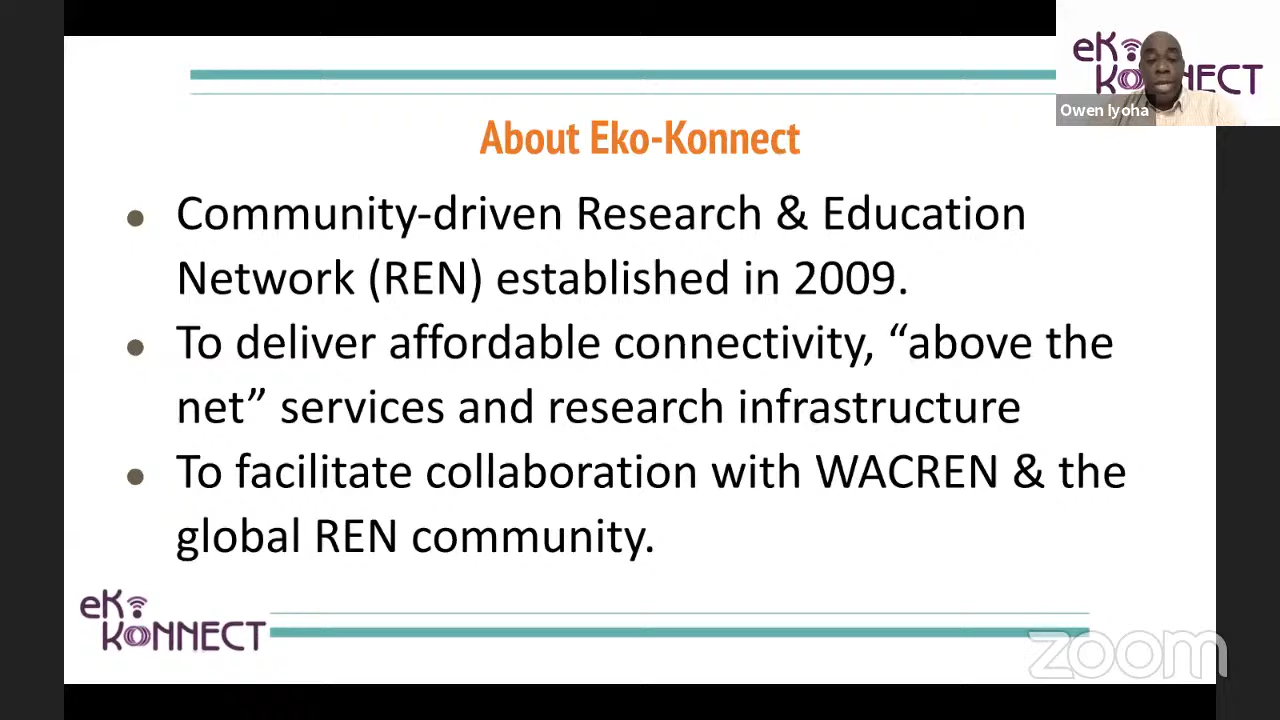 eK
KONNECT
Owen Iyoha
About Eko-Konnect
Community-driven Research & Education
Network (REN) established in 2009.
To deliver affordable connectivity, “above the
net” services and research infrastructure
To facilitate collaboration with WACREN & the
global REN community.
eKo
KONNECT
zoom